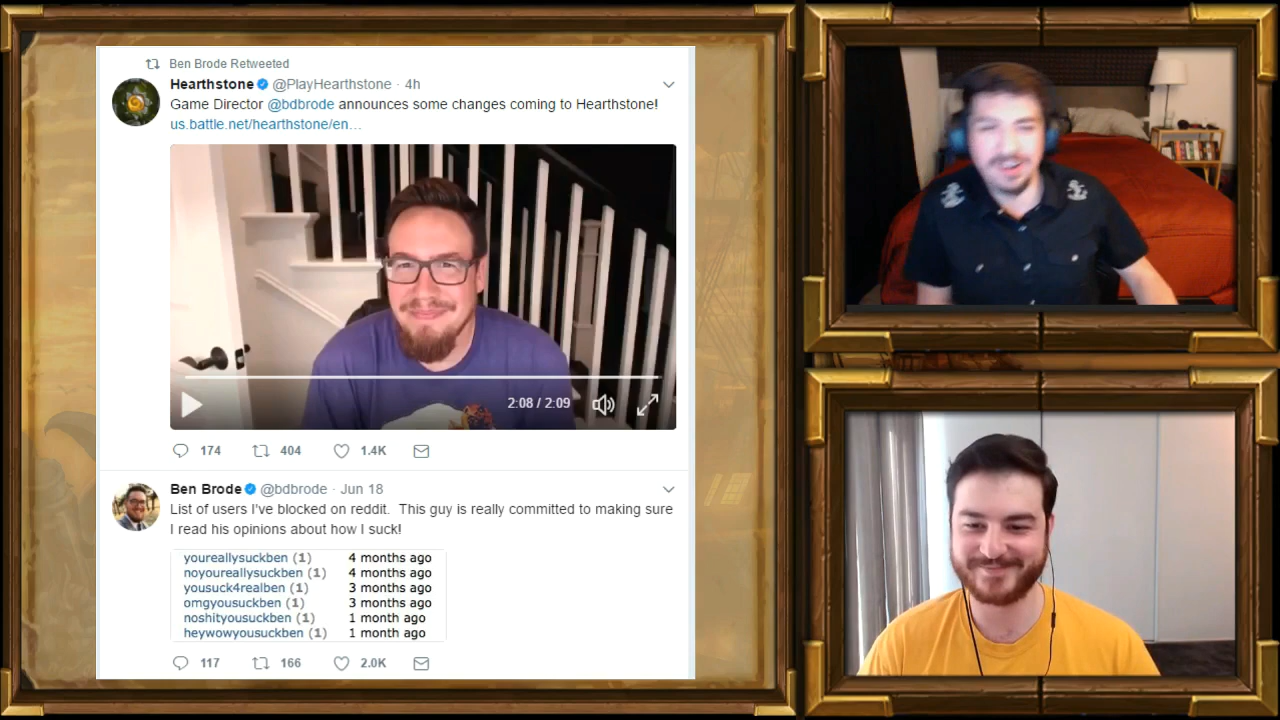 Ben Brode Retweeted
Hearthstone @PlayHearthstone · 4h
Game Director @bdbrode announces some changes coming to Hearthstone!
us.battle.net/hearthstone/en…
2:08 / 2:09
174 404 1.4K
Ben Brode @bdbrode · Jun 18
List of users I've blocked on reddit. This guy is really committed to making sure
I read his opinions about how I suck!
youreallysuckben (1) 4 months ago
noyoureallysuckben (1) 4 months ago
yousuck4realben (1) 3 months ago
omgyousuckben (1) 3 months ago
noshityousuckben (1) 1 month ago
heywowyousuckben (1) 1 month ago
117 166 2.0K